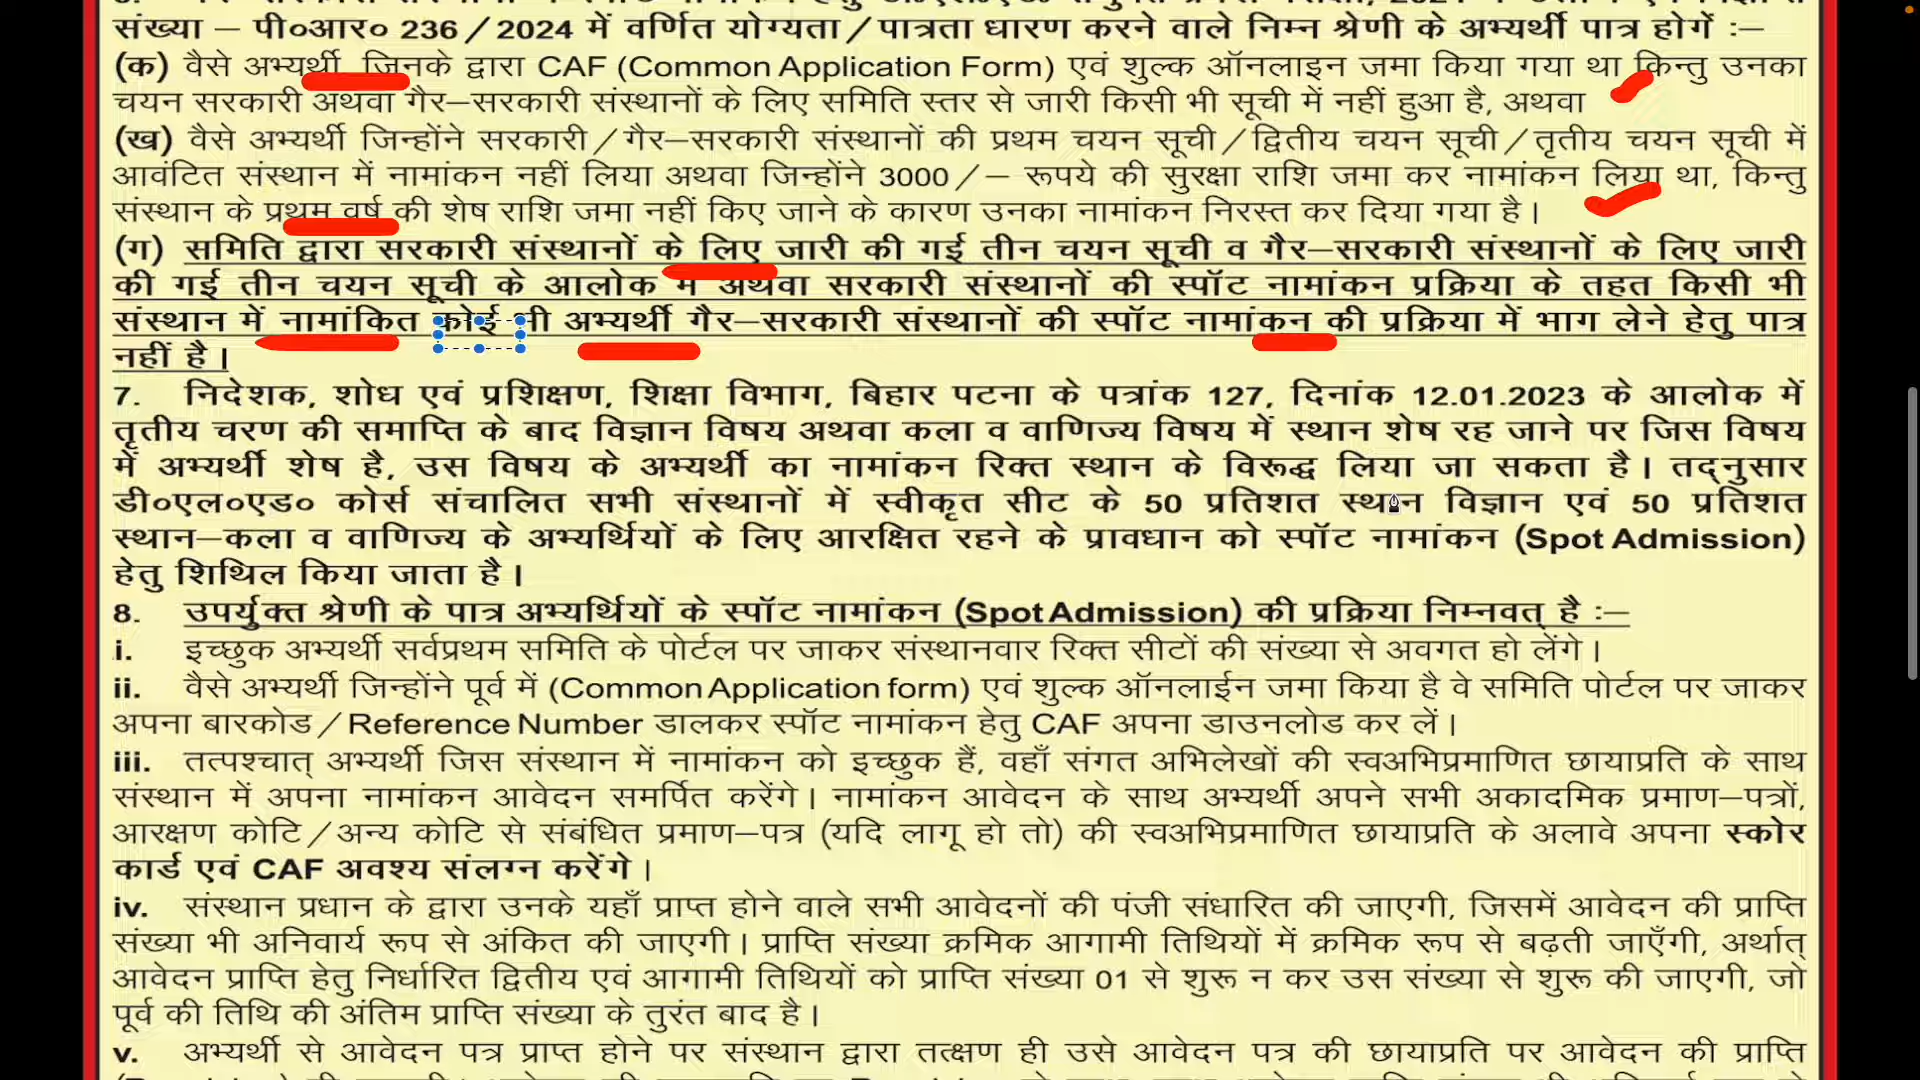 संख्या – पी०आर० 236/2024 में वर्णित योग्यता/पात्रता धारण करने वाले निम्न श्रेणी के अभ्यर्थी पात्र होगें :–
(क) वैसे अभ्यर्थी जिनके द्वारा CAF (Common Application Form) एवं शुल्क ऑनलाइन जमा किया गया था किन्तु उनका
चयन सरकारी अथवा गैर–सरकारी संस्थानों के लिए समिति स्तर से जारी किसी भी सूची में नहीं हुआ है, अथवा
(ख) वैसे अभ्यर्थी जिन्होंने सरकारी/गैर–सरकारी संस्थानों की प्रथम चयन सूची/द्वितीय चयन सूची/तृतीय चयन सूची में
आवंटित संस्थान में नामांकन नहीं लिया अथवा जिन्होंने 3000/– रूपये की सुरक्षा राशि जमा कर नामांकन लिया था, किन्तु
संस्थान के प्रथम वर्ष की शेष राशि जमा नहीं किए जाने के कारण उनका नामांकन निरस्त कर दिया गया है।
(ग) समिति द्वारा सरकारी संस्थानों के लिए जारी की गई तीन चयन सूची व गैर–सरकारी संस्थानों के लिए जारी
की गई तीन चयन सूची के आलोक में अथवा सरकारी संस्थानों की स्पॉट नामांकन प्रक्रिया के तहत किसी भी
संस्थान में नामांकित कोई भी अभ्यर्थी गैर–सरकारी संस्थानों की स्पॉट नामांकन की प्रक्रिया में भाग लेने हेतु पात्र
नहीं है।
7. निदेशक, शोध एवं प्रशिक्षण, शिक्षा विभाग, बिहार पटना के पत्रांक 127, दिनांक 12.01.2023 के आलोक में
तृतीय चरण की समाप्ति के बाद विज्ञान विषय अथवा कला व वाणिज्य विषय में स्थान शेष रह जाने पर जिस विषय
में अभ्यर्थी शेष है, उस विषय के अभ्यर्थी का नामांकन रिक्त स्थान के विरूद्ध लिया जा सकता है। तद्नुसार
डी०एल०एड० कोर्स संचालित सभी संस्थानों में स्वीकृत सीट के 50 प्रतिशत स्थान विज्ञान एवं 50 प्रतिशत
स्थान–कला व वाणिज्य के अभ्यर्थियों के लिए आरक्षित रहने के प्रावधान को स्पॉट नामांकन (Spot Admission)
हेतु शिथिल किया जाता है।
8. उपर्युक्त श्रेणी के पात्र अभ्यर्थियों के स्पॉट नामांकन (Spot Admission) की प्रक्रिया निम्नवत् है :–
i. इच्छुक अभ्यर्थी सर्वप्रथम समिति के पोर्टल पर जाकर संस्थानवार रिक्त सीटों की संख्या से अवगत हो लेंगे।
ii. वैसे अभ्यर्थी जिन्होंने पूर्व में (Common Application form) एवं शुल्क ऑनलाईन जमा किया है वे समिति पोर्टल पर जाकर
अपना बारकोड/Reference Number डालकर स्पॉट नामांकन हेतु CAF अपना डाउनलोड कर लें।
iii. तत्पश्चात् अभ्यर्थी जिस संस्थान में नामांकन को इच्छुक हैं, वहाँ संगत अभिलेखों की स्वअभिप्रमाणित छायाप्रति के साथ
संस्थान में अपना नामांकन आवेदन समर्पित करेंगे। नामांकन आवेदन के साथ अभ्यर्थी अपने सभी अकादमिक प्रमाण–पत्रों,
आरक्षण कोटि/अन्य कोटि से संबंधित प्रमाण–पत्र (यदि लागू हो तो) की स्वअभिप्रमाणित छायाप्रति के अलावे अपना स्कोर
कार्ड एवं CAF अवश्य संलग्न करेंगे।
iv. संस्थान प्रधान के द्वारा उनके यहाँ प्राप्त होने वाले सभी आवेदनों की पंजी संधारित की जाएगी, जिसमें आवेदन की प्राप्ति
संख्या भी अनिवार्य रूप से अंकित की जाएगी। प्राप्ति संख्या क्रमिक आगामी तिथियों में क्रमिक रूप से बढ़ती जाएँगी, अर्थात्
आवेदन प्राप्ति हेतु निर्धारित द्वितीय एवं आगामी तिथियों को प्राप्ति संख्या 01 से शुरू न कर उस संख्या से शुरू की जाएगी, जो
पूर्व की तिथि की अंतिम प्राप्ति संख्या के तुरंत बाद है।
v. अभ्यर्थी से आवेदन पत्र प्राप्त होने पर संस्थान द्वारा तत्क्षण ही उसे आवेदन पत्र की छायाप्रति पर आवेदन की प्राप्ति